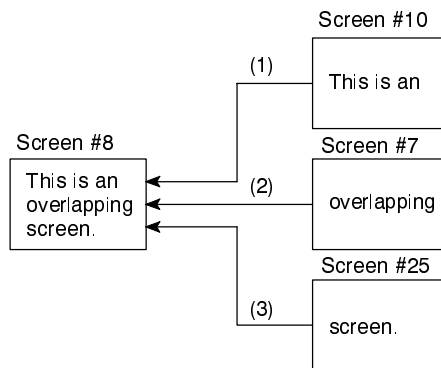 Screen #10
(1)
This is an
Screen #8
This is an
overlapping
screen.
Screen #7
(2)
overlapping
Screen #25
(3)
screen.